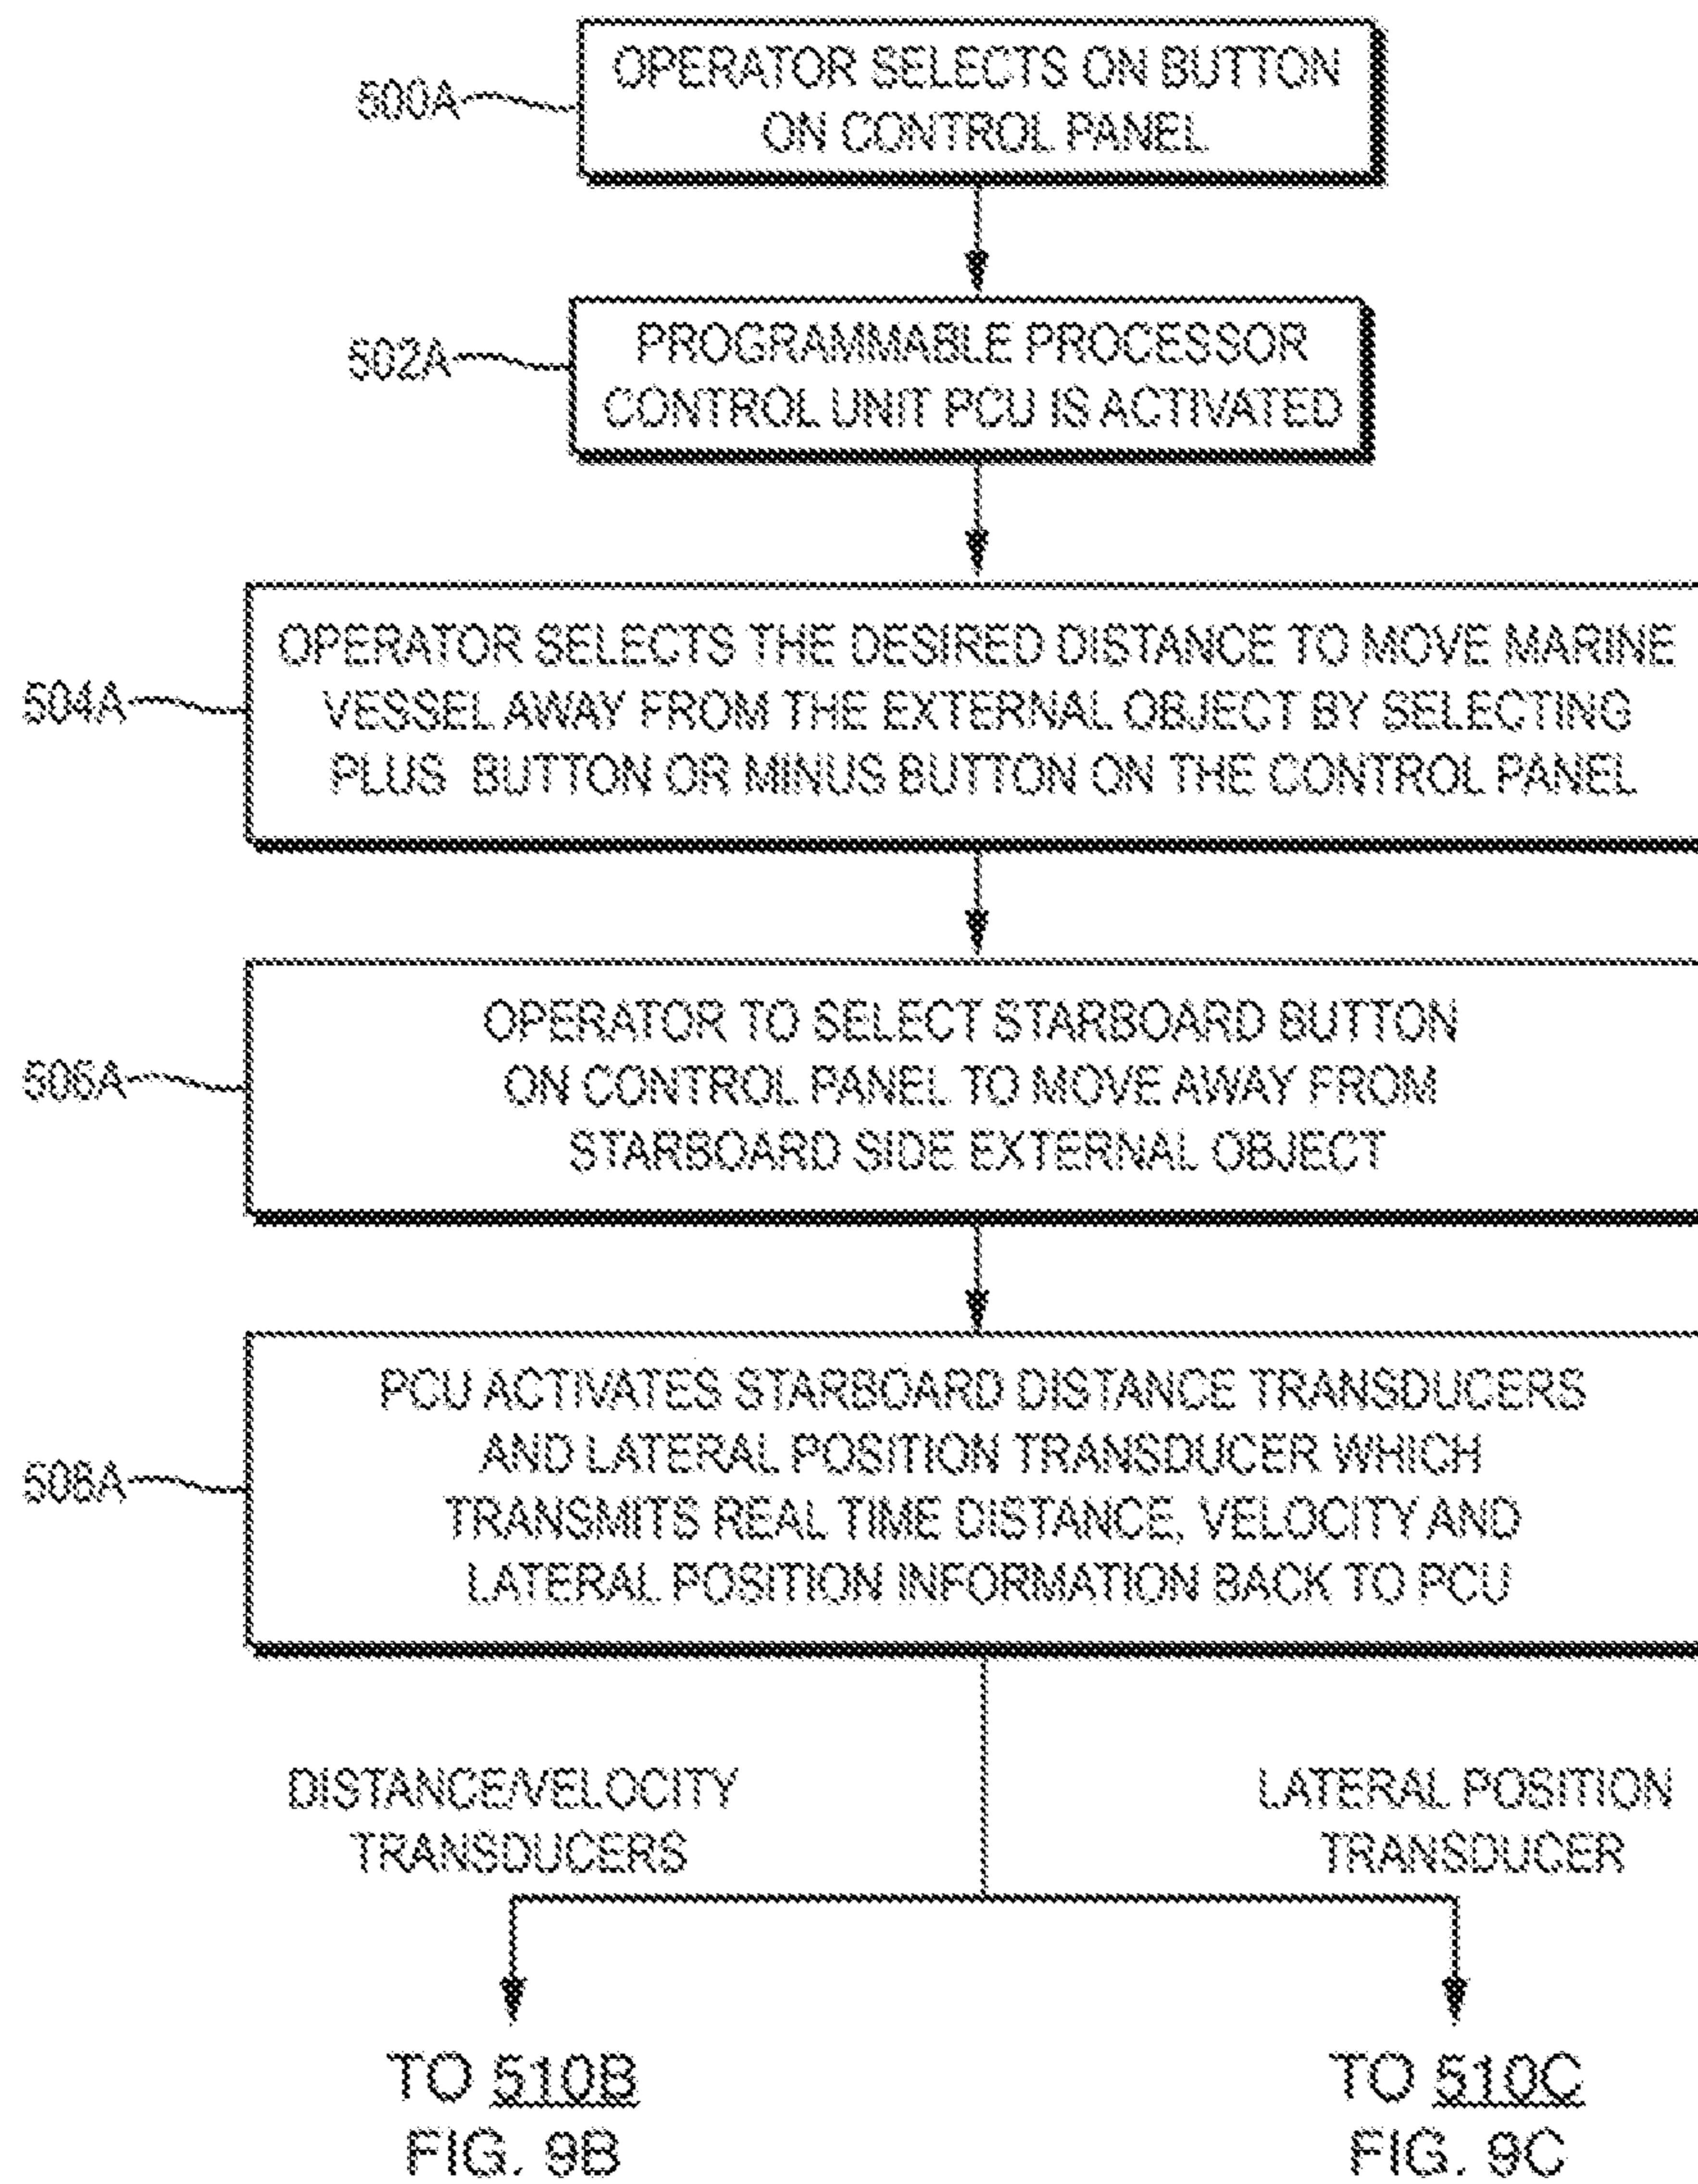 500A
OPERATOR SELECTS ON BUTTON
ON CONTROL PANEL
502A
PROGRAMMABLE PROCESSOR
CONTROL UNIT PCU IS ACTIVATED
504A
OPERATOR SELECTS THE DESIRED DISTANCE TO MOVE MARINE
VESSEL AWAY FROM THE EXTERNAL OBJECT BY SELECTING
PLUS BUTTON OR MINUS BUTTON ON THE CONTROL PANEL
506A
OPERATOR TO SELECT STARBOARD BUTTON
ON CONTROL PANEL TO MOVE AWAY FROM
STARBOARD SIDE EXTERNAL OBJECT
508A
PCU ACTIVATES STARBOARD DISTANCE TRANSDUCERS
AND LATERAL POSITION TRANSDUCER WHICH
TRANSMITS REAL TIME DISTANCE, VELOCITY AND
LATERAL POSITION INFORMATION BACK TO PCU
DISTANCE/VELOCITY
TRANSDUCERS
LATERAL POSITION
TRANSDUCER
TO 510B
FIG. 9B
TO 510C
FIG. 9C